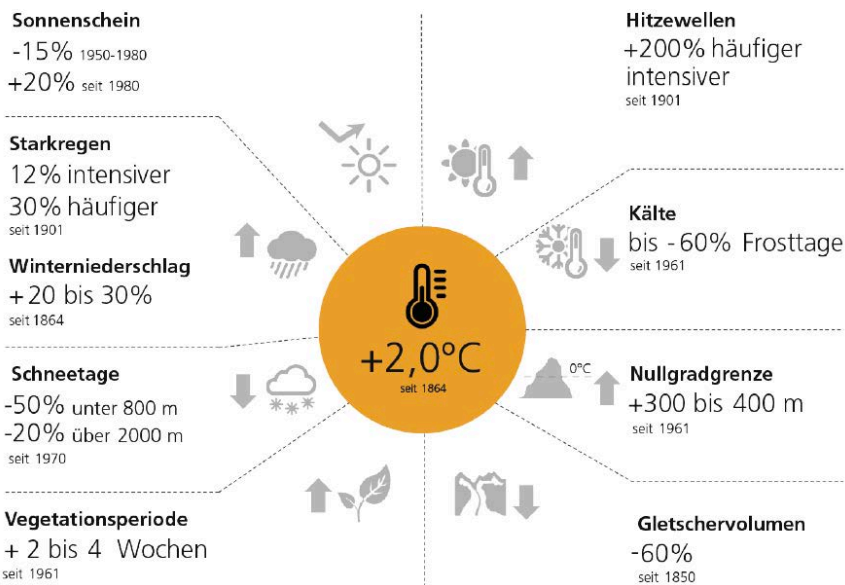 Sonnenschein
-15% 1950-1980
+20% seit 1980
Starkregen
12% intensiver
30% häufiger
seit 1901
Winterniederschlag
+ 20 bis 30%
seit 1864
Schneetage
-50% unter 800 m
-20% über 2000 m
seit 1970
Vegetationsperiode
+ 2 bis 4 Wochen
seit 1961
+2,0°C
seit 1864
Hitzewellen
+200% häufiger
intensiver
seit 1901
Kälte
bis - 60% Frosttage
seit 1961
0°C
Nullgradgrenze
+300 bis 400 m
seit 1961
Gletschervolumen
-60%
seit 1850